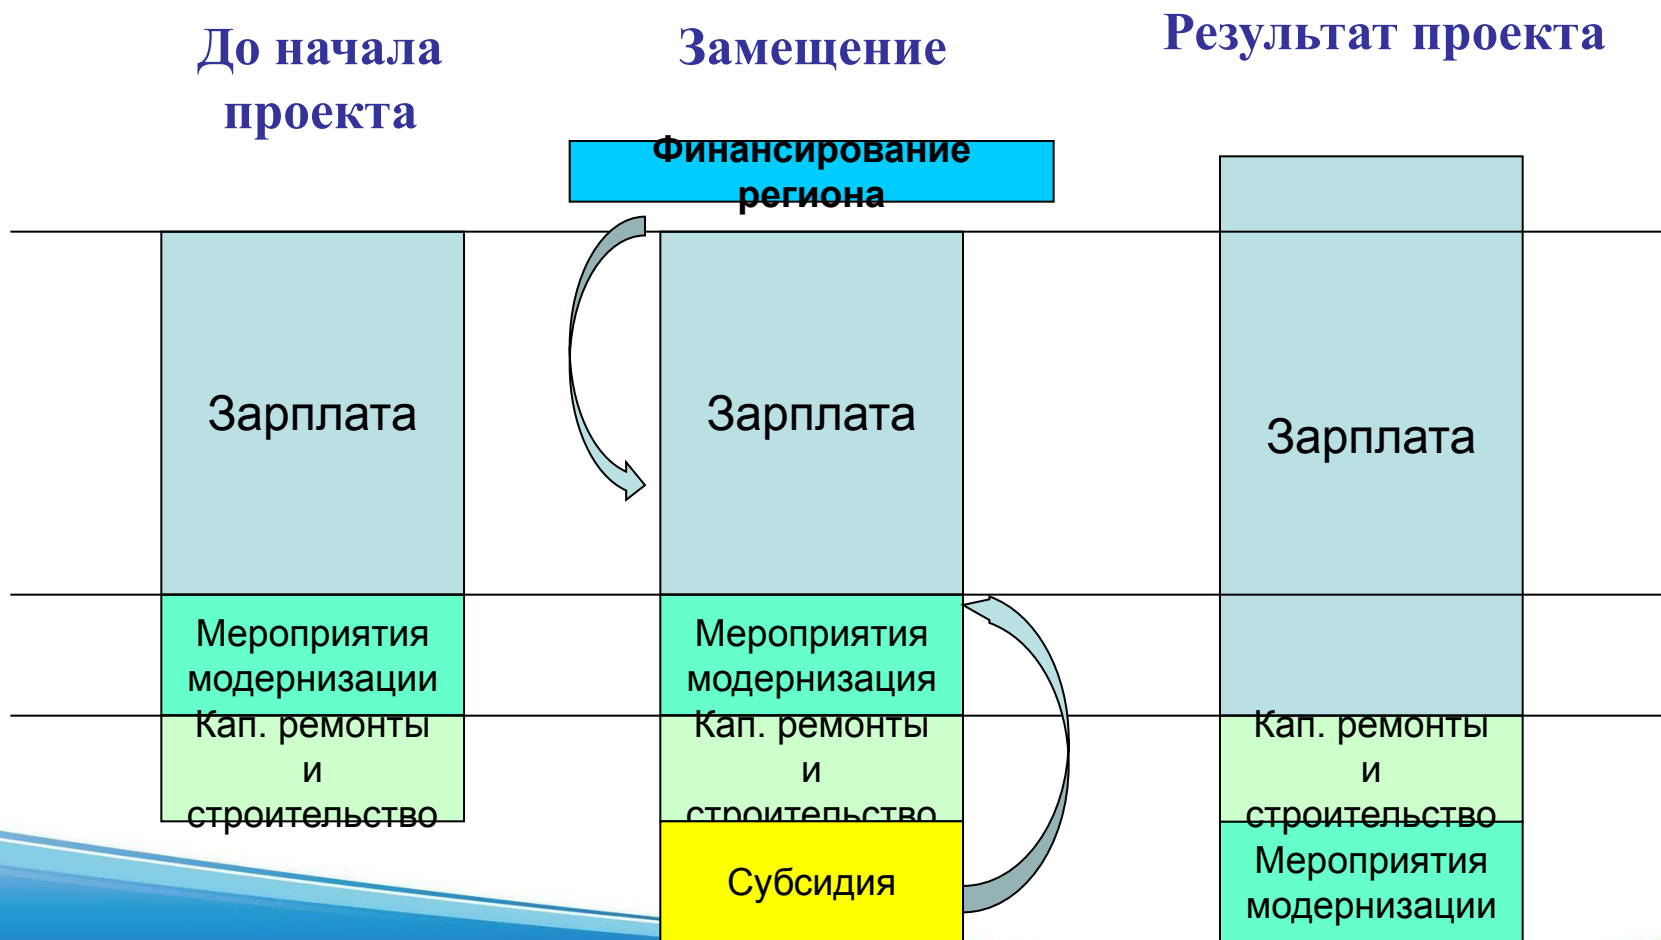 До начала
проекта
Замещение
Результат проекта
Финансирование
региона
Зарплата
Мероприятия
модернизации
Кап. ремонты
и
строительство
Зарплата
Мероприятия
модернизация
Кап. ремонты
и
строительство
Субсидия
Зарплата
Кап. ремонты
и
строительство
Мероприятия
модернизации